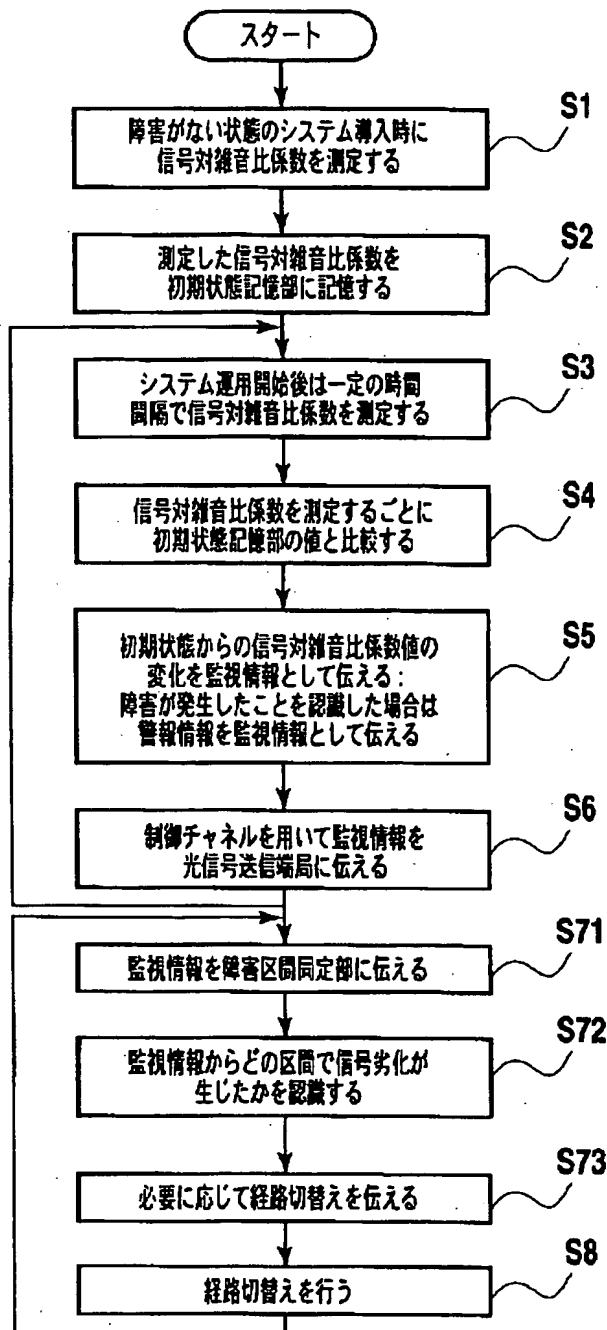 スタート
S1
障害がない状態のシステム導入時に
信号対雑音比係数を測定する
S2
測定した信号対雑音比係数を
初期状態記憶部に記憶する
S3
システム運用開始後は一定の時間
間隔で信号対雑音比係数を測定する
S4
信号対雑音比係数を測定するごとに
初期状態記憶部の値と比較する
S5
初期状態からの信号対雑音比係数値の
変化を監視情報として伝える:
障害が発生したことを認識した場合は
警報情報を監視情報として伝える
S6
制御チャネルを用いて監視情報を
光信号送信端局に伝える
S71
監視情報を障害区間同定部に伝える
S72
監視情報からどの区間で信号劣化が
生じたかを認識する
S73
必要に応じて経路切替えを伝える
S8
経路切替えを行う